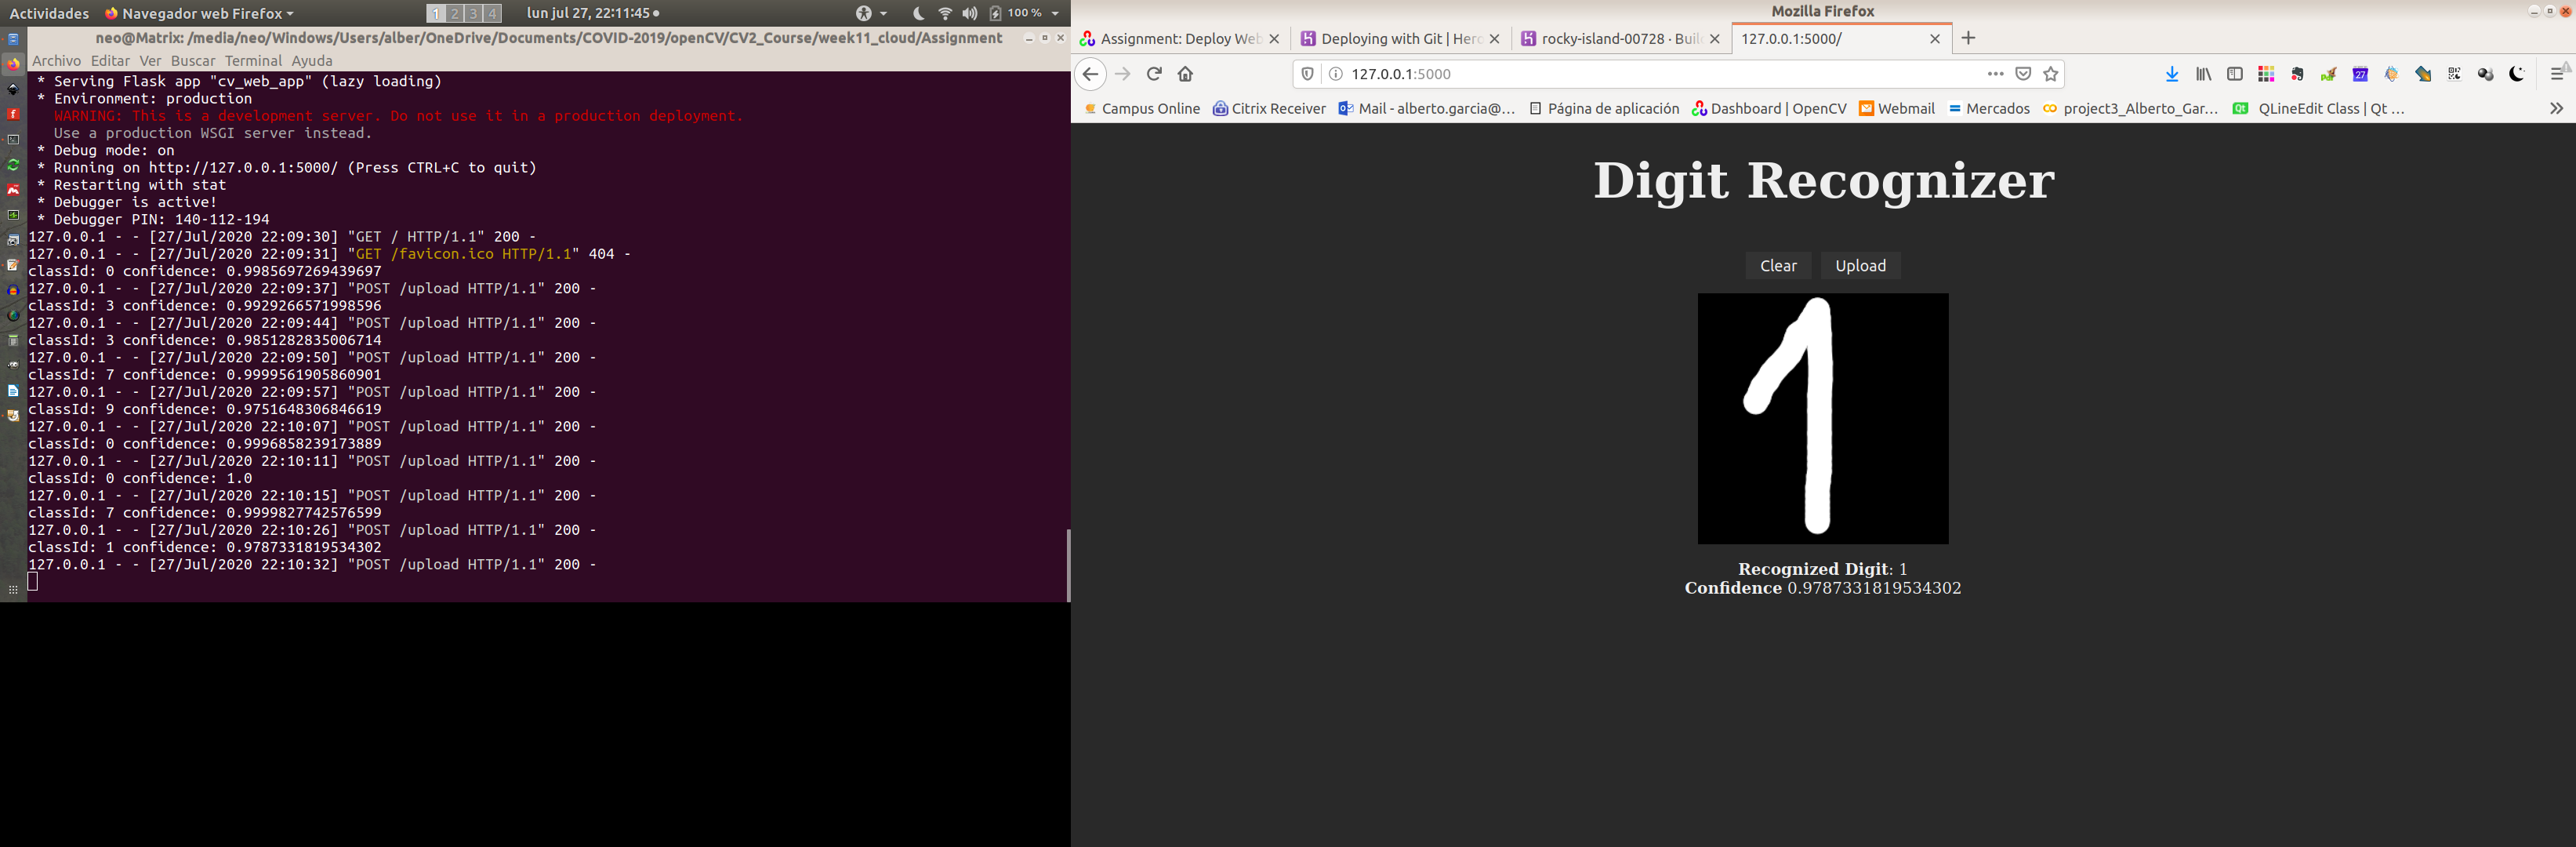 Actividades Navegador web Firefox 1 2 3 4 lun jul 27, 22:11:45 100 %
neo@Matrix: /media/neo/Windows/Users/alber/OneDrive/Documents/COVID-2019/openCV/CV2_Course/week11_cloud/Assignment
Archivo Editar Ver Buscar Terminal Ayuda
* Serving Flask app "cv_web_app" (lazy loading)
* Environment: production
WARNING: This is a development server. Do not use it in a production deployment.
Use a production WSGI server instead.
* Debug mode: on
* Running on http://127.0.0.1:5000/ (Press CTRL+C to quit)
* Restarting with stat
* Debugger is active!
* Debugger PIN: 140-112-194
127.0.0.1 - - [27/Jul/2020 22:09:30] "GET / HTTP/1.1" 200 -
127.0.0.1 - - [27/Jul/2020 22:09:31] "GET /favicon.ico HTTP/1.1" 404 -
classId: 0 confidence: 0.9985697269439697
127.0.0.1 - - [27/Jul/2020 22:09:37] "POST /upload HTTP/1.1" 200 -
classId: 3 confidence: 0.9929266571998596
127.0.0.1 - - [27/Jul/2020 22:09:44] "POST /upload HTTP/1.1" 200 -
classId: 3 confidence: 0.9851282835006714
127.0.0.1 - - [27/Jul/2020 22:09:50] "POST /upload HTTP/1.1" 200 -
classId: 7 confidence: 0.9999561905860901
127.0.0.1 - - [27/Jul/2020 22:09:57] "POST /upload HTTP/1.1" 200 -
classId: 9 confidence: 0.9751648306846619
127.0.0.1 - - [27/Jul/2020 22:10:07] "POST /upload HTTP/1.1" 200 -
classId: 0 confidence: 0.9996858239173889
127.0.0.1 - - [27/Jul/2020 22:10:11] "POST /upload HTTP/1.1" 200 -
classId: 0 confidence: 1.0
127.0.0.1 - - [27/Jul/2020 22:10:15] "POST /upload HTTP/1.1" 200 -
classId: 7 confidence: 0.9999827742576599
127.0.0.1 - - [27/Jul/2020 22:10:26] "POST /upload HTTP/1.1" 200 -
classId: 1 confidence: 0.9787331819534302
127.0.0.1 - - [27/Jul/2020 22:10:32] "POST /upload HTTP/1.1" 200 -
Mozilla Firefox
Assignment: Deploy Web Deploying with Git | Hero rocky-island-00728 · Buil 127.0.0.1:5000/
127.0.0.1:5000
Campus Online Citrix Receiver Mail - alberto.garcia@... Página de aplicación Dashboard | OpenCV Webmail Mercados project3_Alberto_Gar... QLineEdit Class | Qt ...
Digit Recognizer
Clear Upload
1
Recognized Digit: 1
Confidence 0.9787331819534302